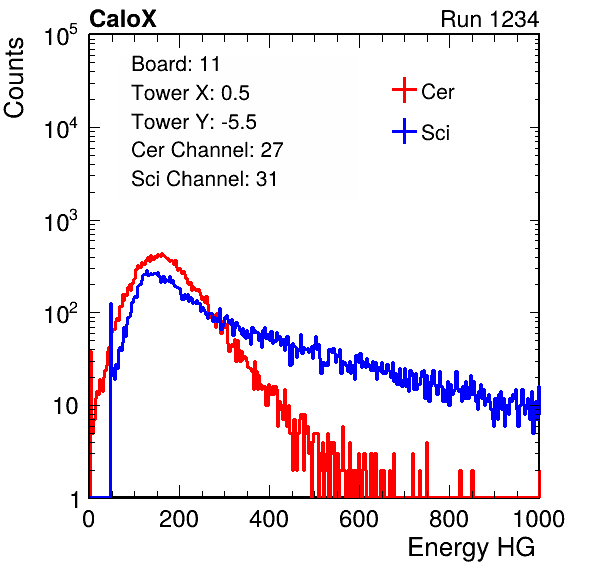 CaloX Run 1234
Counts
10^5
10^4
10^3
10^2
10
1
Board: 11
Tower X: 0.5
Tower Y: -5.5
Cer Channel: 27
Sci Channel: 31
Cer
Sci
0 200 400 600 800 1000
Energy HG